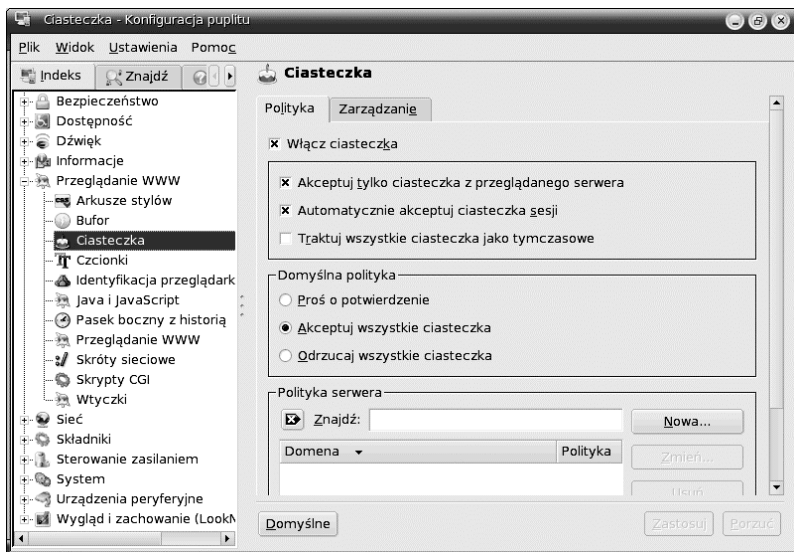 Ciasteczka - Konfiguracja puplitu
Plik Widok Ustawienia Pomoc
Indeks Znajdź
Bezpieczeństwo
Dostępność
Dźwięk
Informacje
Przeglądanie WWW
Arkusze stylów
Bufor
Ciasteczka
Czcionki
Identyfikacja przeglądark
Java i JavaScript
Pasek boczny z historią
Przeglądanie WWW
Skróty sieciowe
Skrypty CGI
Wtyczki
Sieć
Składniki
Sterowanie zasilaniem
System
Urządzenia peryferyjne
Wygląd i zachowanie (LookN
Ciasteczka
Polityka Zarządzanie
Włącz ciasteczka
Akceptuj tylko ciasteczka z przeglądanego serwera
Automatycznie akceptuj ciasteczka sesji
Traktuj wszystkie ciasteczka jako tymczasowe
Domyślna polityka
Proś o potwierdzenie
Akceptuj wszystkie ciasteczka
Odrzucaj wszystkie ciasteczka
Polityka serwera
Znajdź: Nowa...
Domena Polityka
Zmień...
Usuń
Domyślne Zastosuj Porzuć